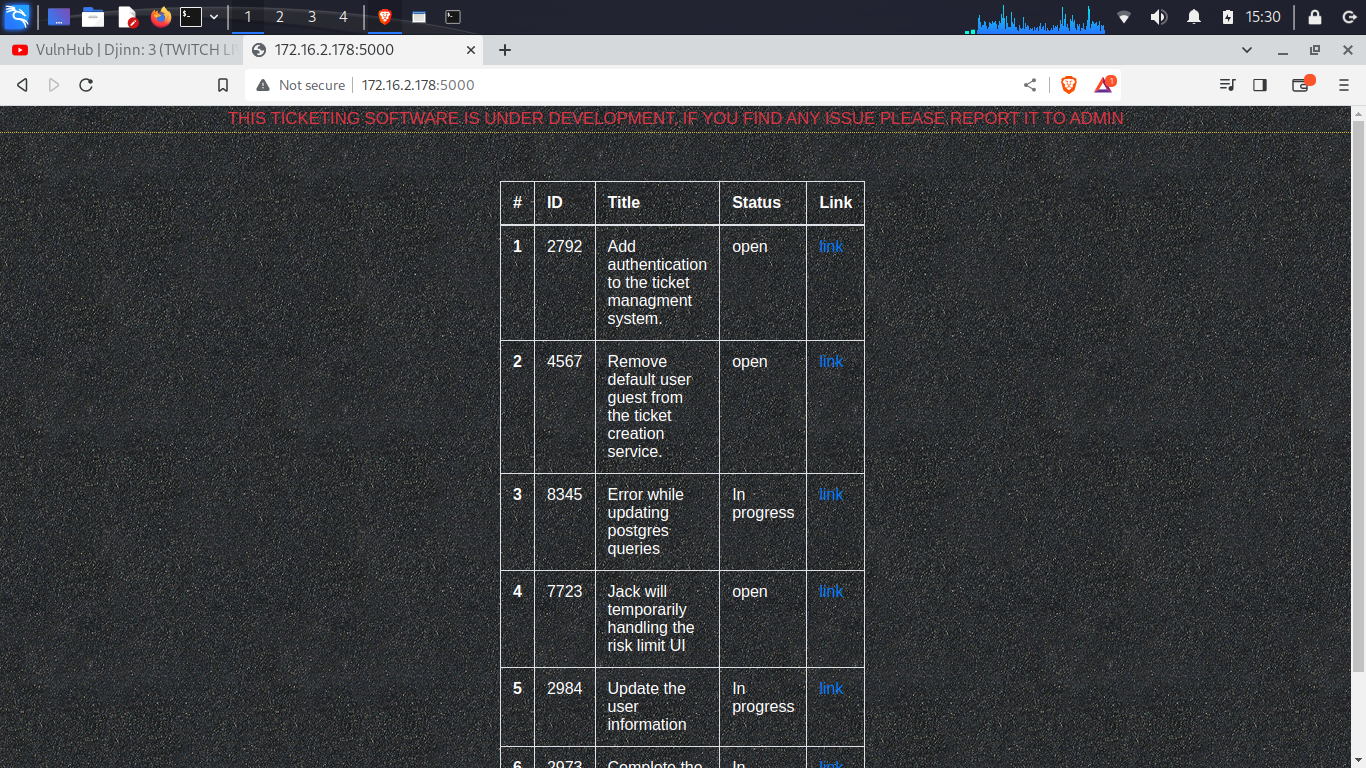 1 2 3 4 15:30
VulnHub | Djinn: 3 (TWITCH LI
172.16.2.178:5000
Not secure 172.16.2.178:5000 1
THIS TICKETING SOFTWARE IS UNDER DEVELOPMENT, IF YOU FIND ANY ISSUE PLEASE REPORT IT TO ADMIN
# ID Title Status Link
1 2792 Add open link
authentication
to the ticket
managment
system.
2 4567 Remove open link
default user
guest from
the ticket
creation
service.
3 8345 Error while In link
updating progress
postgres
queries
4 7723 Jack will open link
temporarily
handling the
risk limit UI
5 2984 Update the In link
user progress
information
6 2973 Complete the In link